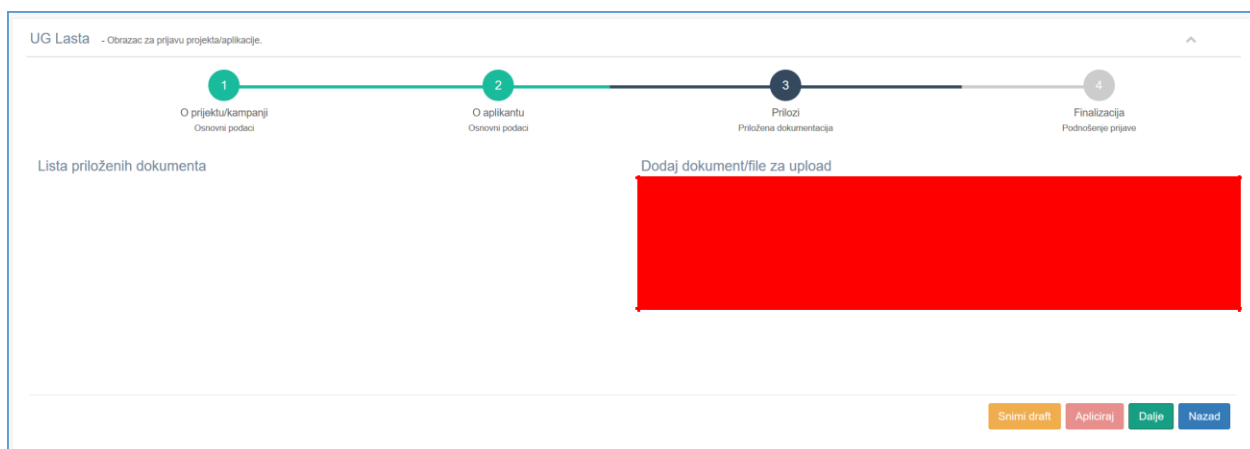 UG Lasta - Obrazac za prijavu projekta/aplikacije.
1 2 3 4
O prijektu/kampanji O aplikantu Prilozi Finalizacija
Osnovni podaci Osnovni podaci Priložena dokumentacija Podnošenje prijave
Lista priloženih dokumenta Dodaj dokument/file za upload
Snimi draft Apliciraj Dalje Nazad